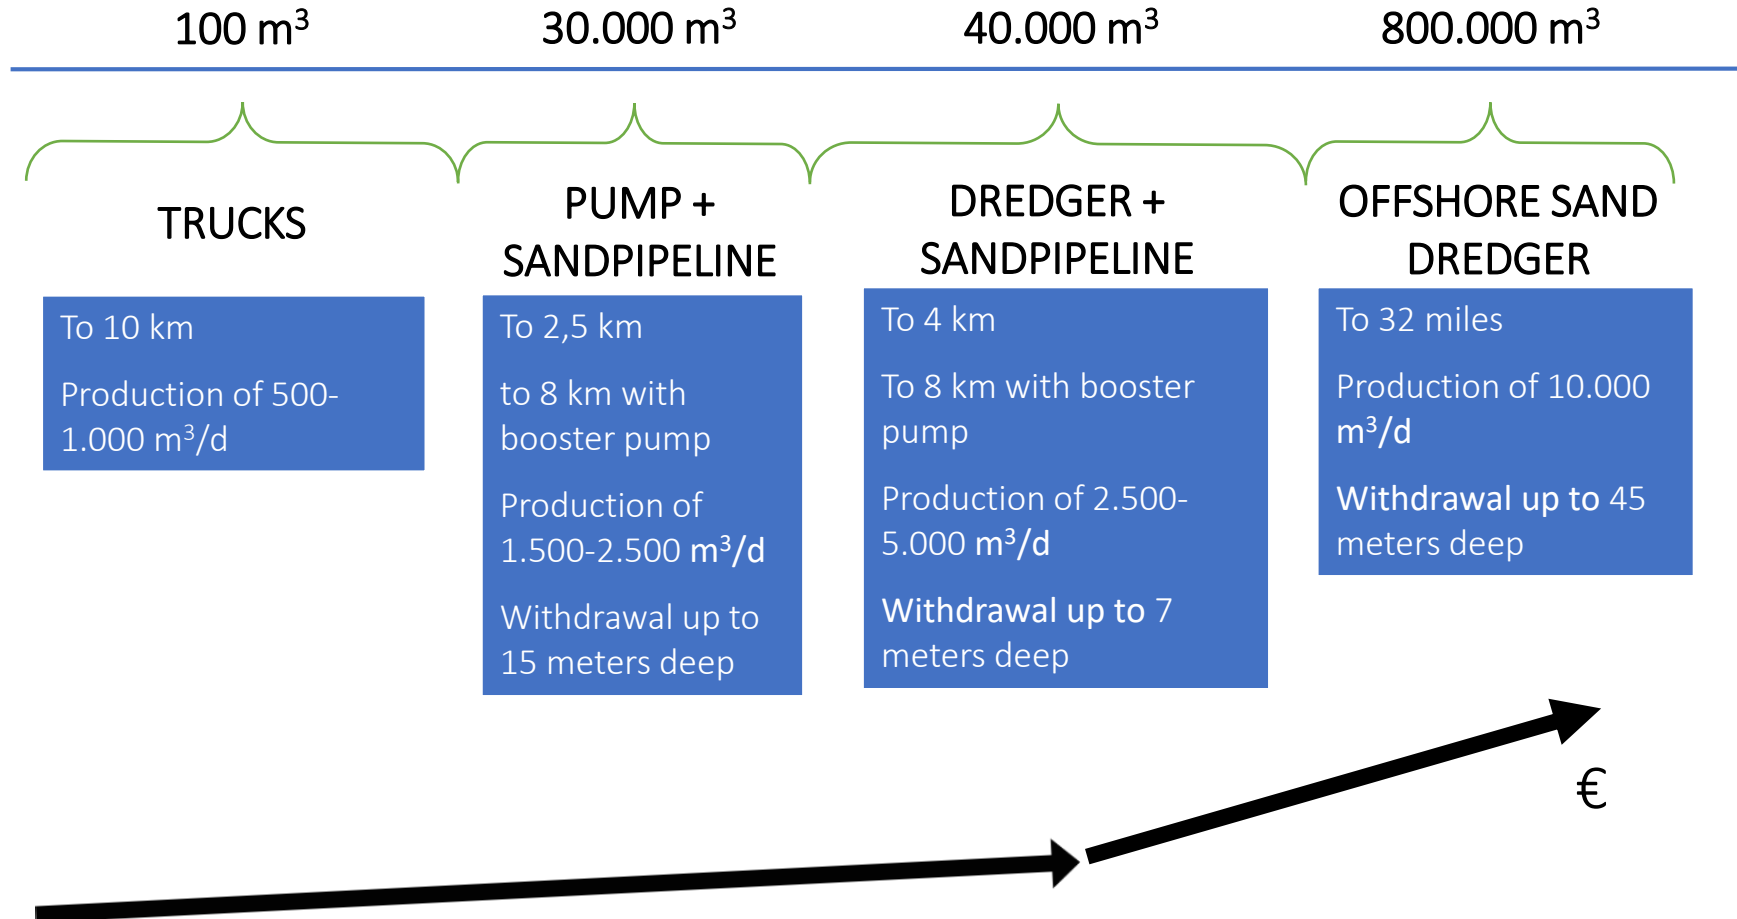 100 m³
30.000 m³
40.000 m³
800.000 m³
TRUCKS
To 10 km
Production of 500-
1.000 m³/d
PUMP +
SANDPIPELINE
To 2,5 km
to 8 km with
booster pump
Production of
1.500-2.500 m³/d
Withdrawal up to
15 meters deep
DREDGER +
SANDPIPELINE
To 4 km
To 8 km with booster
pump
Production of 2.500-
5.000 m³/d
Withdrawal up to 7
meters deep
OFFSHORE SAND
DREDGER
To 32 miles
Production of 10.000
m³/d
Withdrawal up to 45
meters deep
€